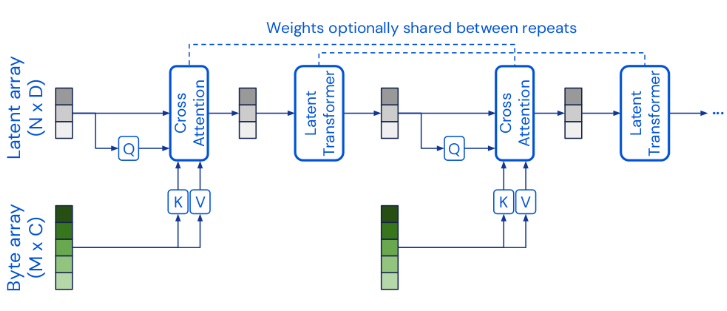 Weights optionally shared between repeats
Latent array
(N x D)
Cross
Attention
Latent
Transformer
Cross
Attention
Latent
Transformer
...
Q
Q
K
V
K
V
Byte array
(M x C)